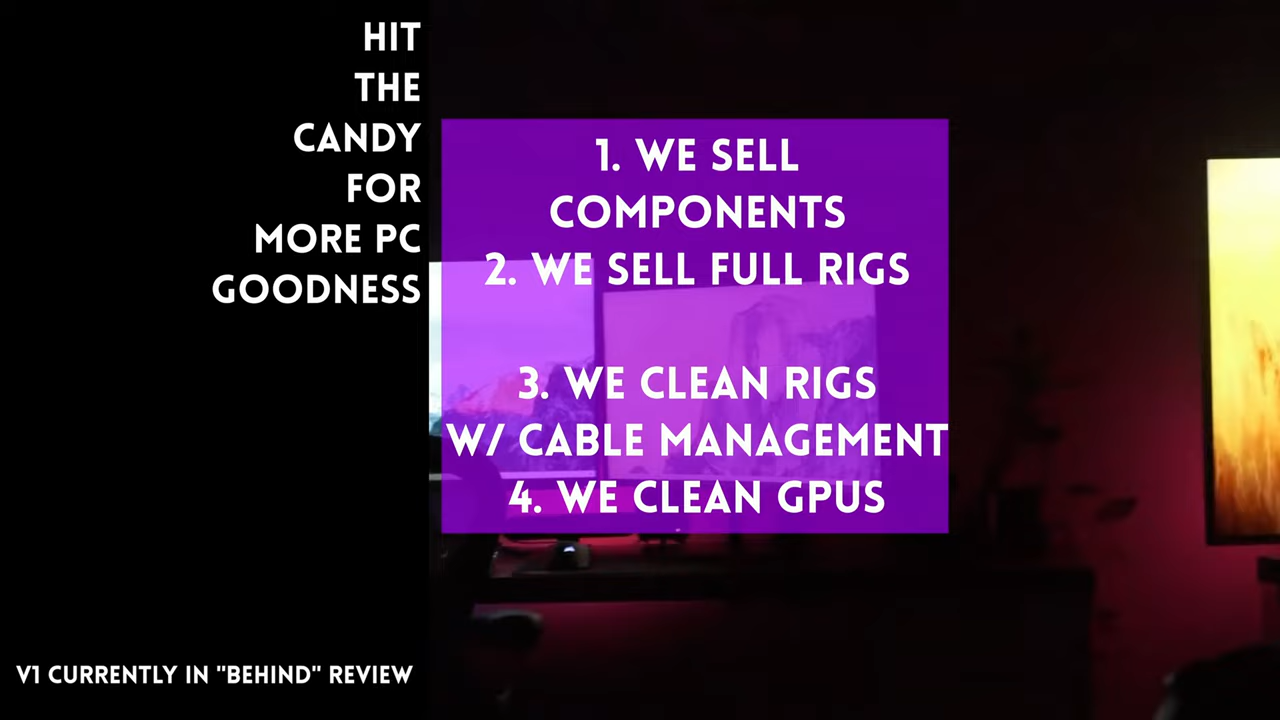 HIT
THE
CANDY
FOR
MORE PC
GOODNESS
1. WE SELL
COMPONENTS
2. WE SELL FULL RIGS
3. WE CLEAN RIGS
W/ CABLE MANAGEMENT
4. WE CLEAN GPUS
V1 CURRENTLY IN "BEHIND" REVIEW